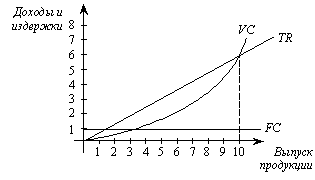 Доходы и
издержки
8
7
6
5
4
3
2
1
VC
TR
FC
1 2 3 4 5 6 7 8 9 10
Выпуск
продукции